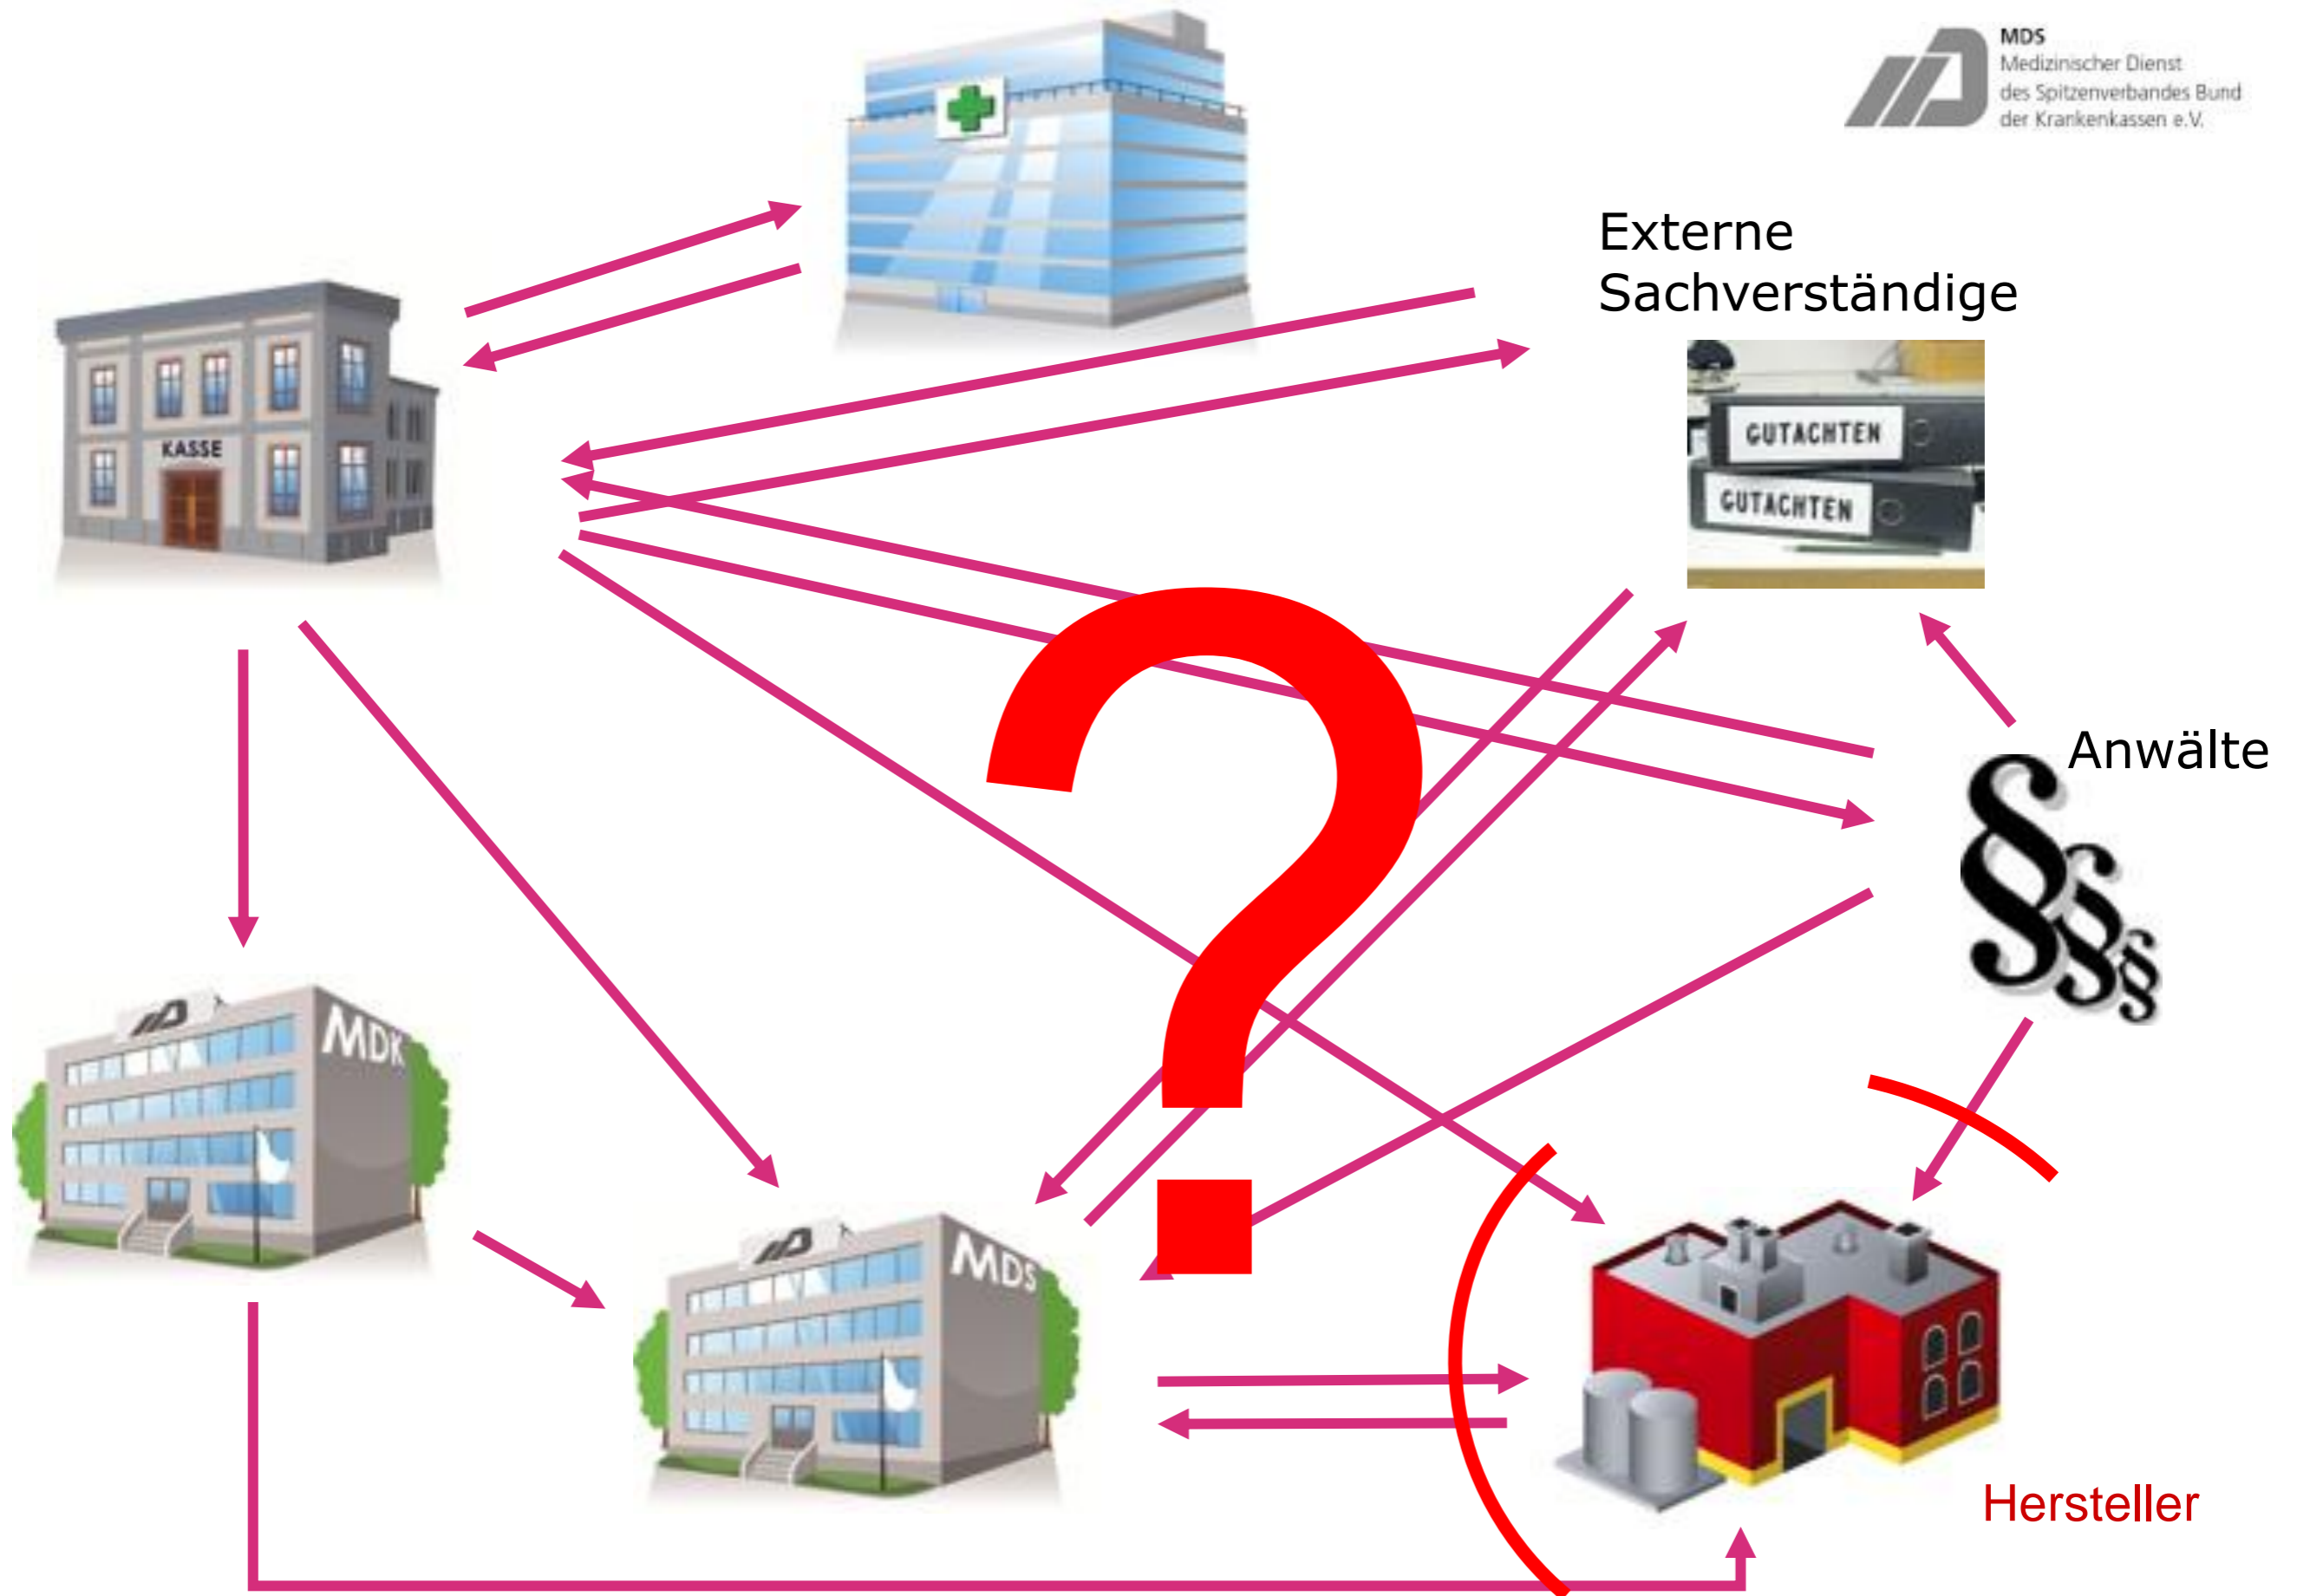 MDS
Medizinischer Dienst
des Spitzenverbandes Bund
der Krankenkassen e.V.
Externe
Sachverständige
GUTACHTEN
GUTACHTEN
KASSE
?
Anwälte
§§§
MDK
MDS
Hersteller